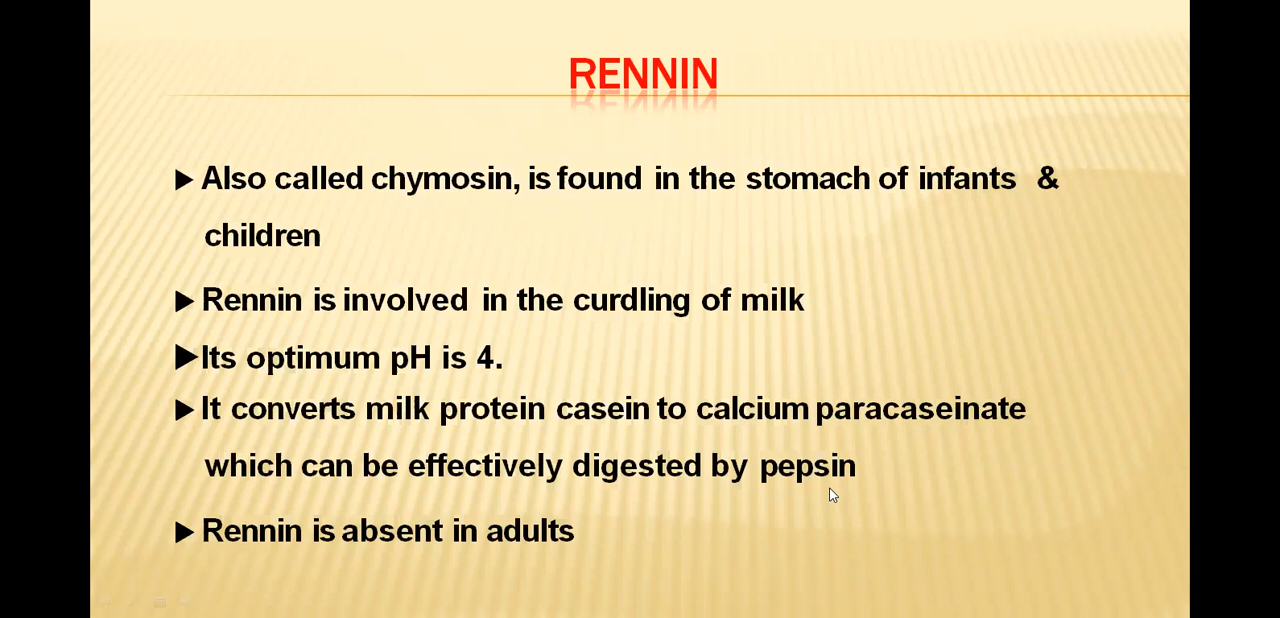 RENNIN
▶Also called chymosin, is found in the stomach of infants &
children
▶Rennin is involved in the curdling of milk
▶Its optimum pH is 4.
▶It converts milk protein casein to calcium paracaseinate
which can be effectively digested by pepsin
▶Rennin is absent in adults